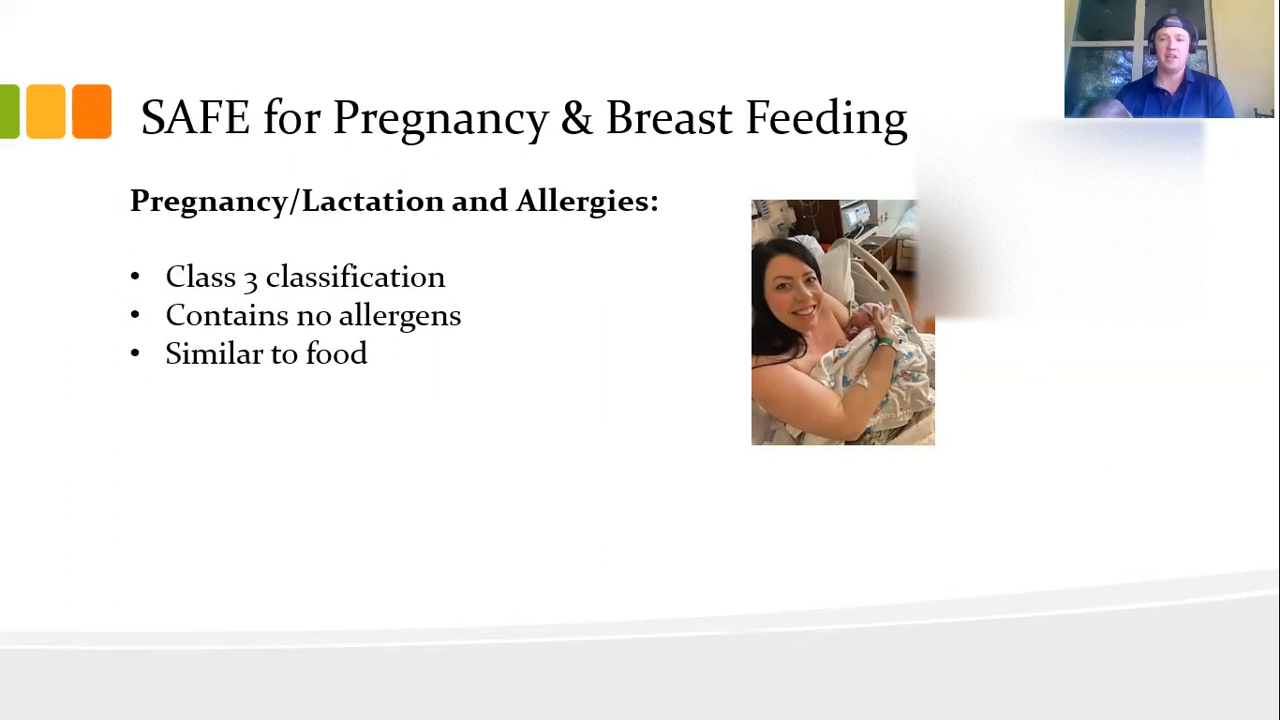 SAFE for Pregnancy & Breast Feeding
Pregnancy/Lactation and Allergies:
• Class 3 classification
• Contains no allergens
• Similar to food